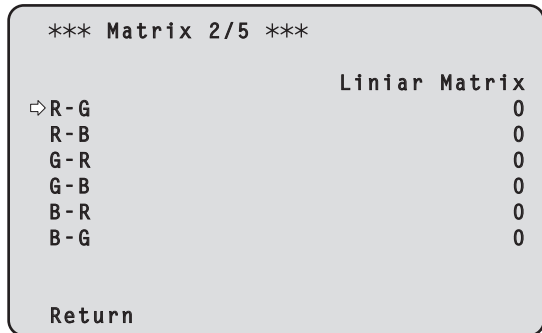 *** Matrix 2/5 ***
Liniar Matrix
⇨R-G 0
R-B 0
G-R 0
G-B 0
B-R 0
B-G 0
Return